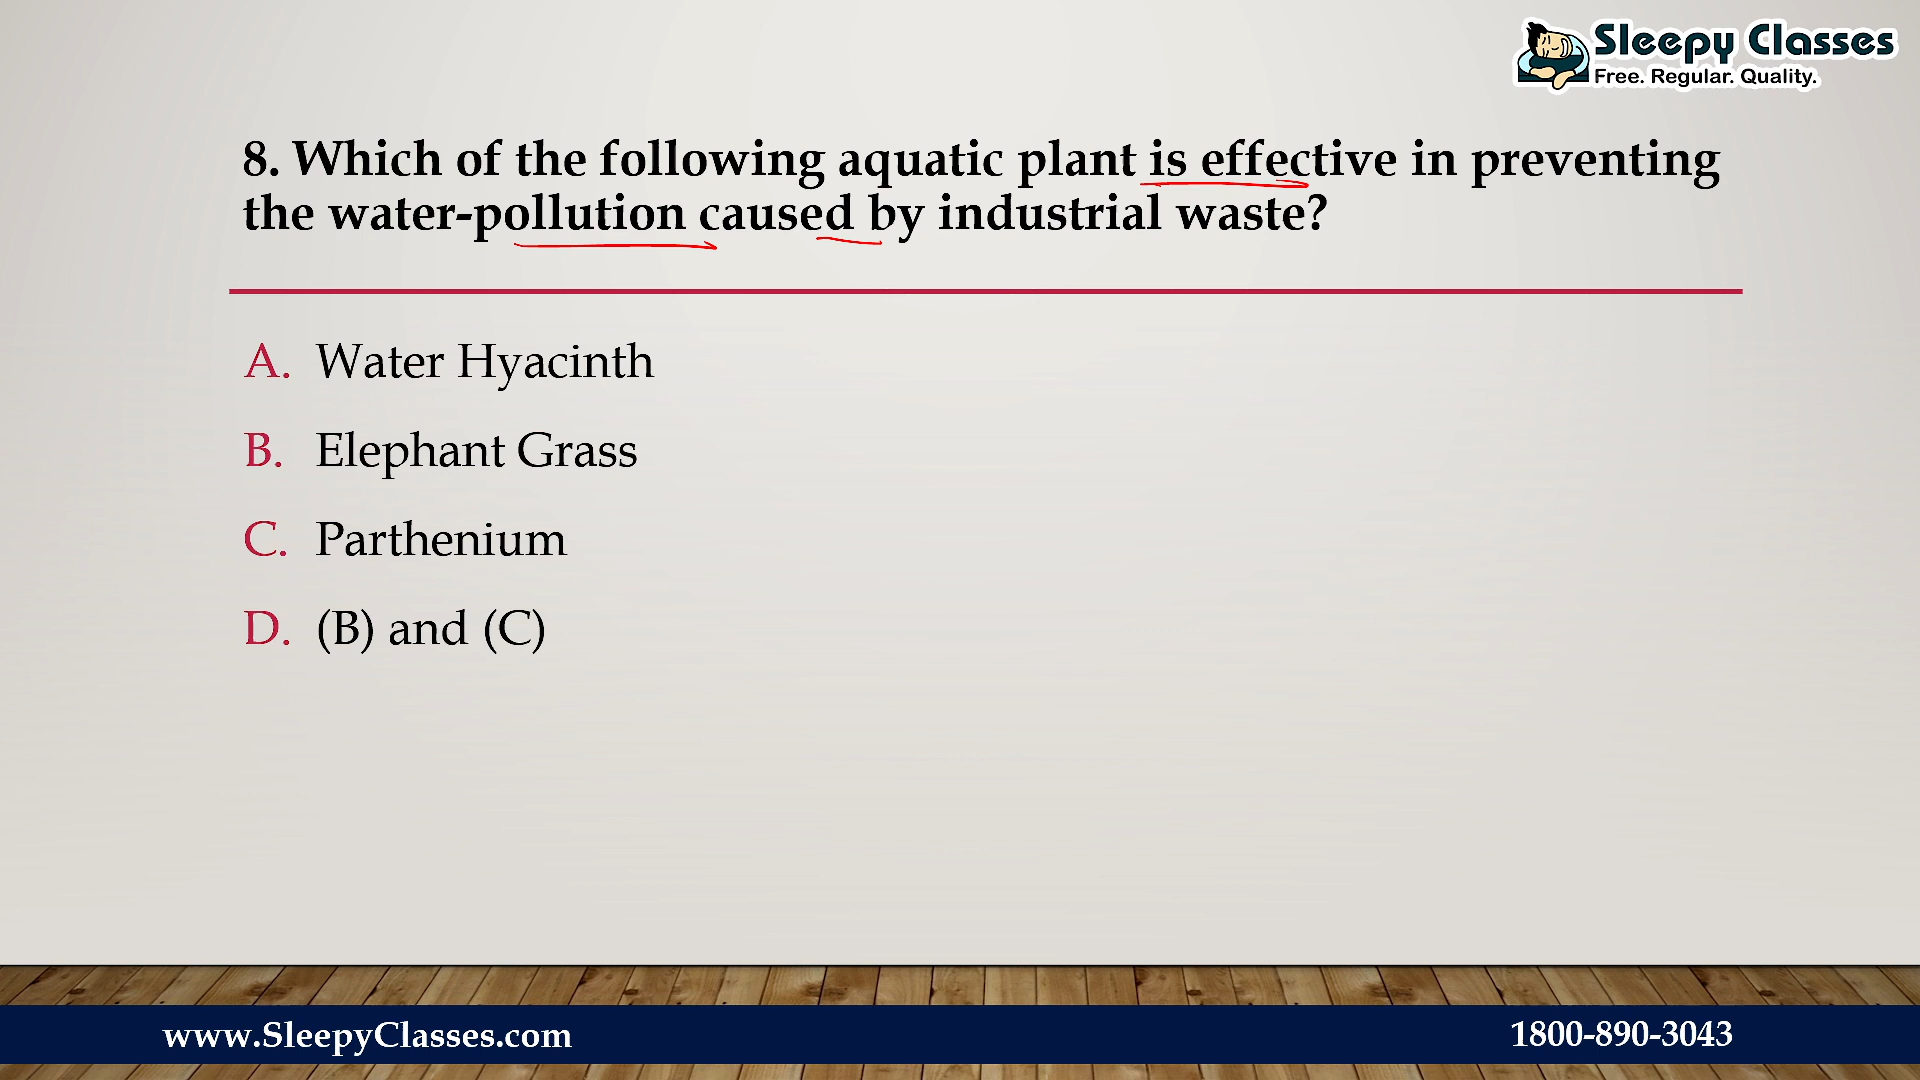 Sleepy Classes
Free. Regular. Quality.
8. Which of the following aquatic plant is effective in preventing
the water-pollution caused by industrial waste?
A. Water Hyacinth
B. Elephant Grass
C. Parthenium
D. (B) and (C)
www.SleepyClasses.com
1800-890-3043